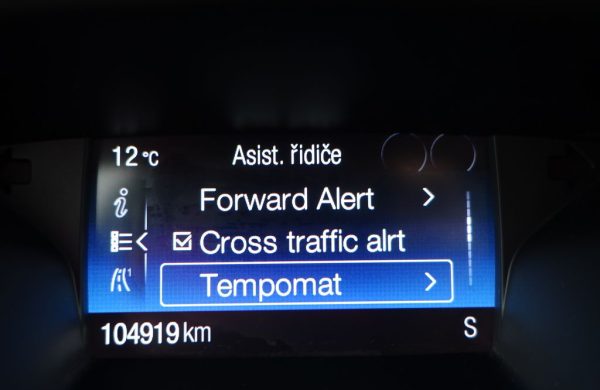 12°C Asist. řidiče
Forward Alert
Cross traffic alrt
Tempomat
104919 km S